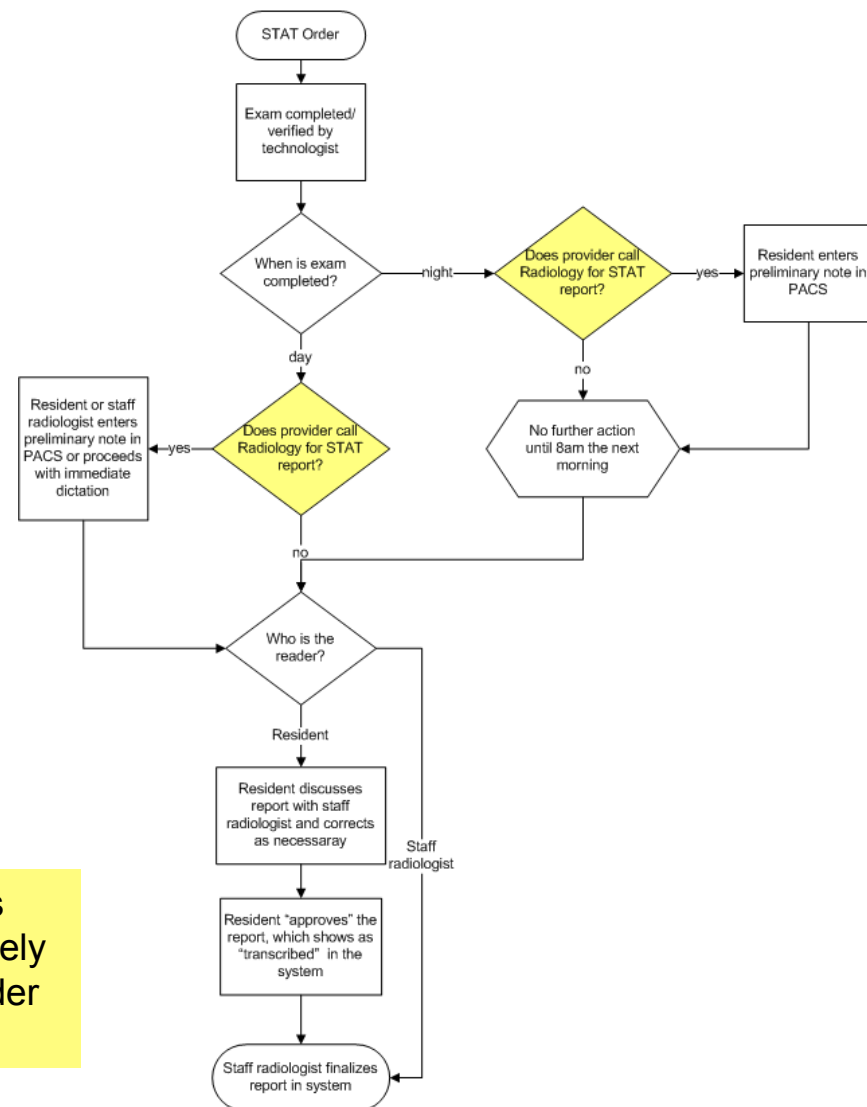 STAT Order
Exam completed/
verified by
technologist
When is exam
completed?
night
Does provider call
Radiology for STAT
report?
yes
Resident enters
preliminary note in
PACS
day
no
Resident or staff
radiologist enters
preliminary note in
PACS or proceeds
with immediate
dictation
yes
Does provider call
Radiology for STAT
report?
No further action
until 8am the next
morning
no
Who is the
reader?
Resident
Resident discusses
report with staff
radiologist and corrects
as necessaray
Staff
radiologist
Resident “approves” the
report, which shows as
“transcribed” in the
system
Staff radiologist finalizes
report in system